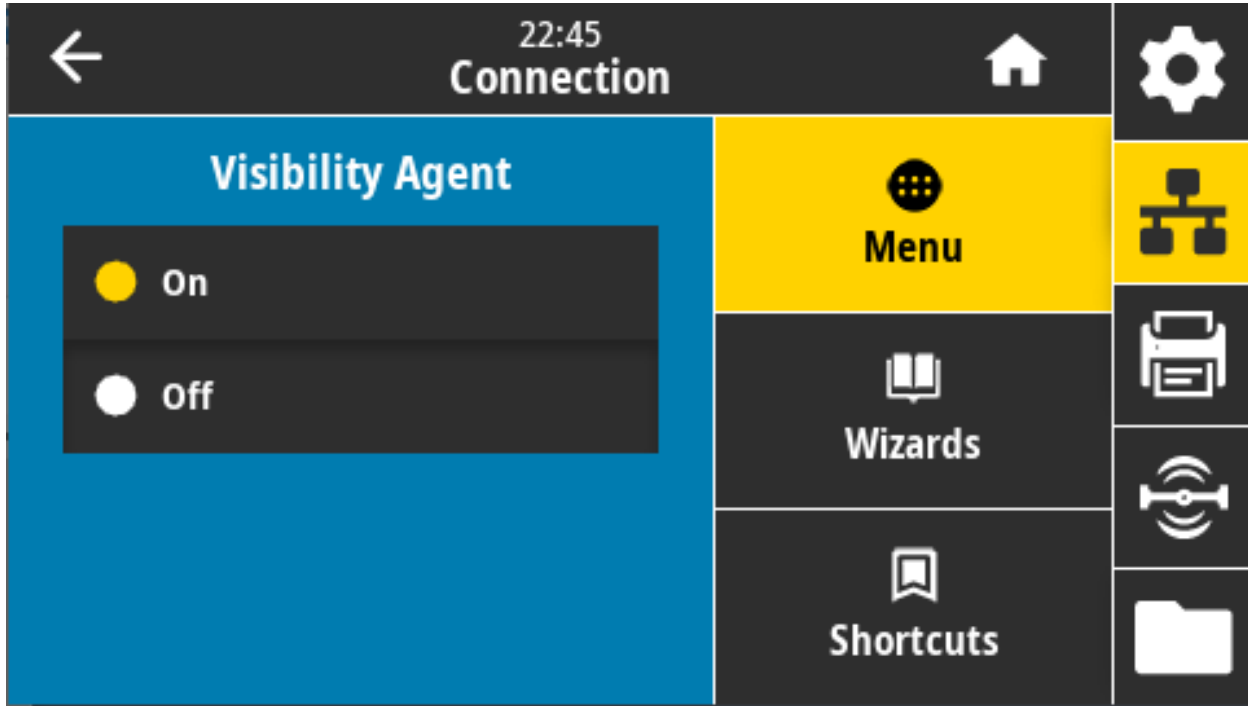 22:45
Connection
Visibility Agent
On
Off
Menu
Wizards
Shortcuts